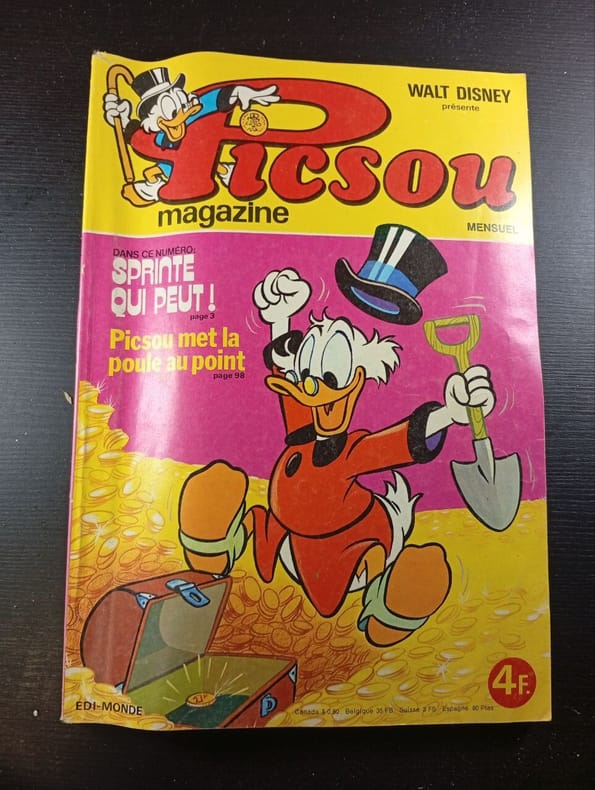 WALT DISNEY
présente
Picsou
magazine
MENSUEL
DANS CE NUMÉRO:
SPRINTE
QUI PEUT!
page 3
Picsou met la
poule au point
page 98
4F.
EDI-MONDE
Canada $ 0,90 Belgique 35 FB. Suisse 3 FS. Espagne 90 Ptas